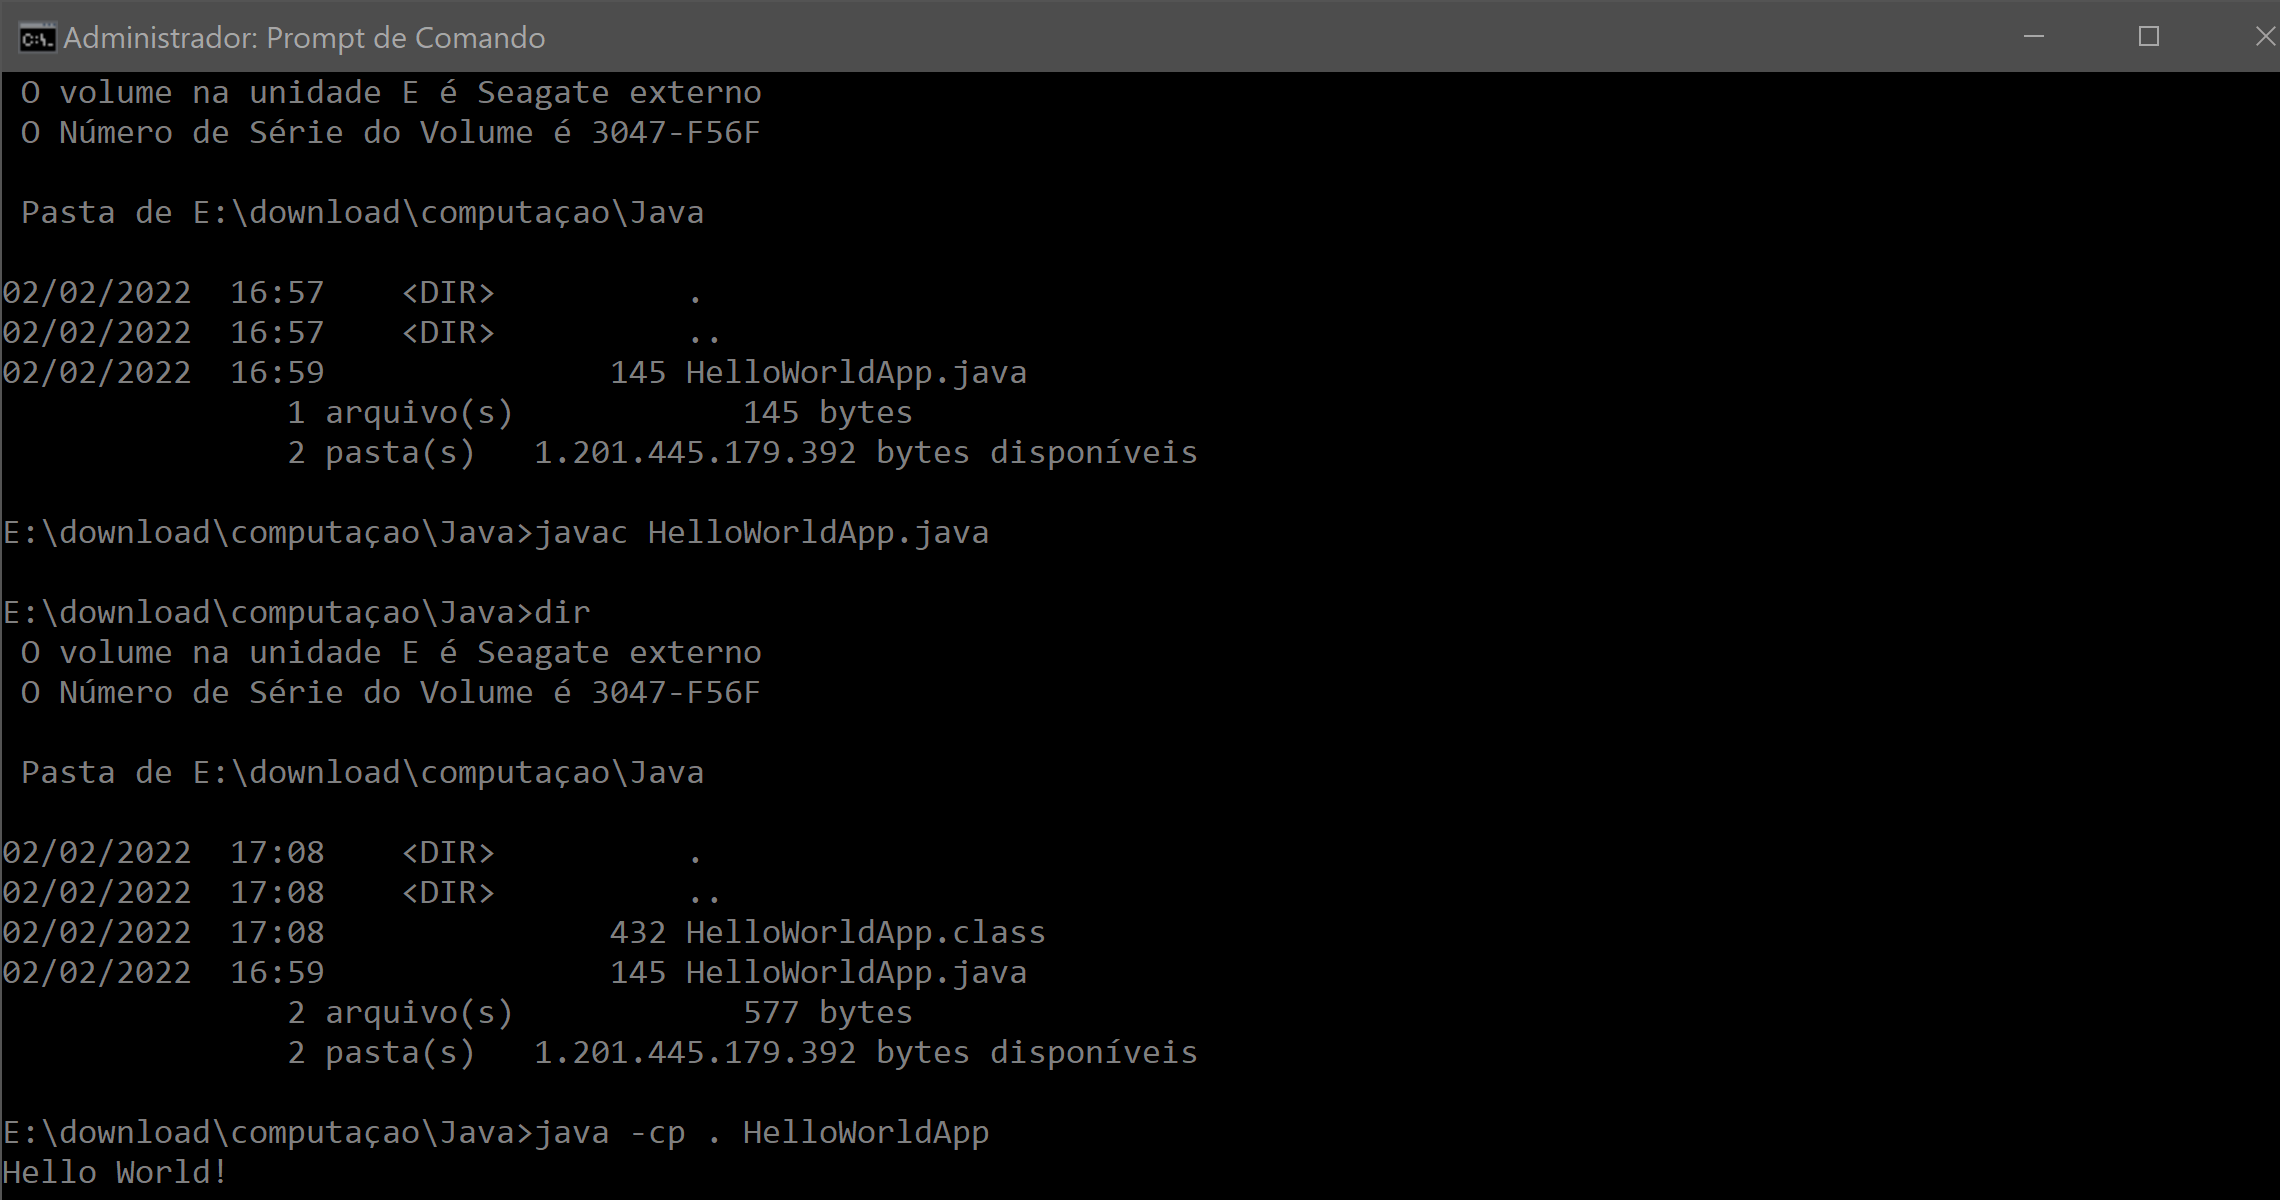 Administrador: Prompt de Comando
O volume na unidade E é Seagate externo
O Número de Série do Volume é 3047-F56F
Pasta de E:\download\computaçao\Java
02/02/2022  16:57    <DIR>          .
02/02/2022  16:57    <DIR>          ..
02/02/2022  16:59               145 HelloWorldApp.java
1 arquivo(s)            145 bytes
2 pasta(s)   1.201.445.179.392 bytes disponíveis
E:\download\computaçao\Java>javac HelloWorldApp.java
E:\download\computaçao\Java>dir
O volume na unidade E é Seagate externo
O Número de Série do Volume é 3047-F56F
Pasta de E:\download\computaçao\Java
02/02/2022  17:08    <DIR>          .
02/02/2022  17:08    <DIR>          ..
02/02/2022  17:08               432 HelloWorldApp.class
02/02/2022  16:59               145 HelloWorldApp.java
2 arquivo(s)            577 bytes
2 pasta(s)   1.201.445.179.392 bytes disponíveis
E:\download\computaçao\Java>java -cp . HelloWorldApp
Hello World!